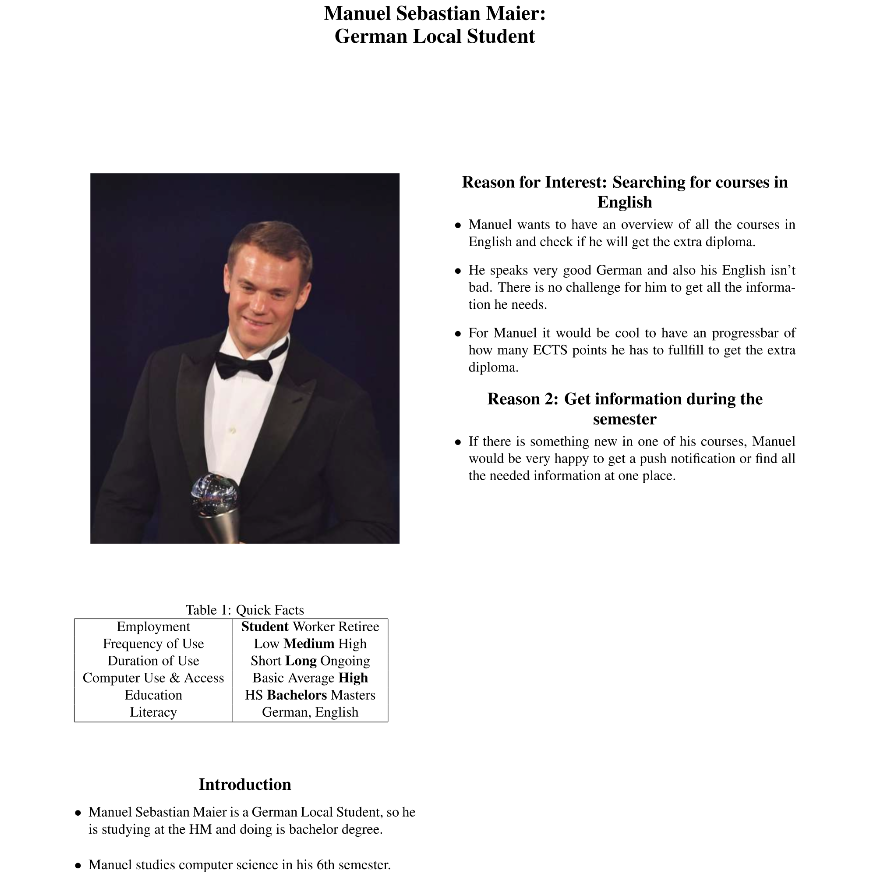 Manuel Sebastian Maier:
German Local Student
Table 1: Quick Facts
Employment Student Worker Retiree
Frequency of Use Low Medium High
Duration of Use Short Long Ongoing
Computer Use & Access Basic Average High
Education HS Bachelors Masters
Literacy German, English
Introduction
• Manuel Sebastian Maier is a German Local Student, so he
is studying at the HM and doing is bachelor degree.
• Manuel studies computer science in his 6th semester.
Reason for Interest: Searching for courses in
English
• Manuel wants to have an overview of all the courses in
English and check if he will get the extra diploma.
• He speaks very good German and also his English isn't
bad. There is no challenge for him to get all the informa-
tion he needs.
• For Manuel it would be cool to have an progressbar of
how many ECTS points he has to fullfill to get the extra
diploma.
Reason 2: Get information during the
semester
• If there is something new in one of his courses, Manuel
would be very happy to get a push notification or find all
the needed information at one place.